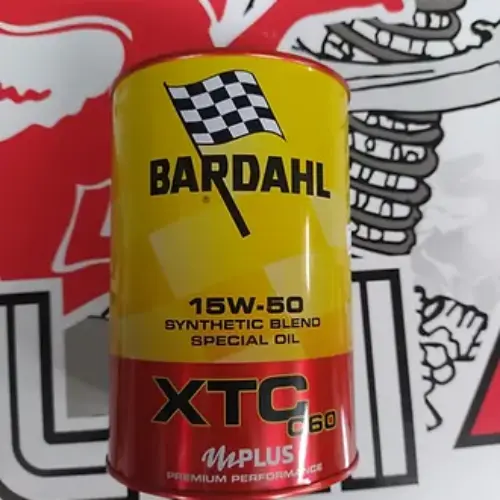 BARDAHL
®
15W-50
SYNTHETIC BLEND
SPECIAL OIL
XTC C60
mPLUS
PREMIUM PERFORMANCE